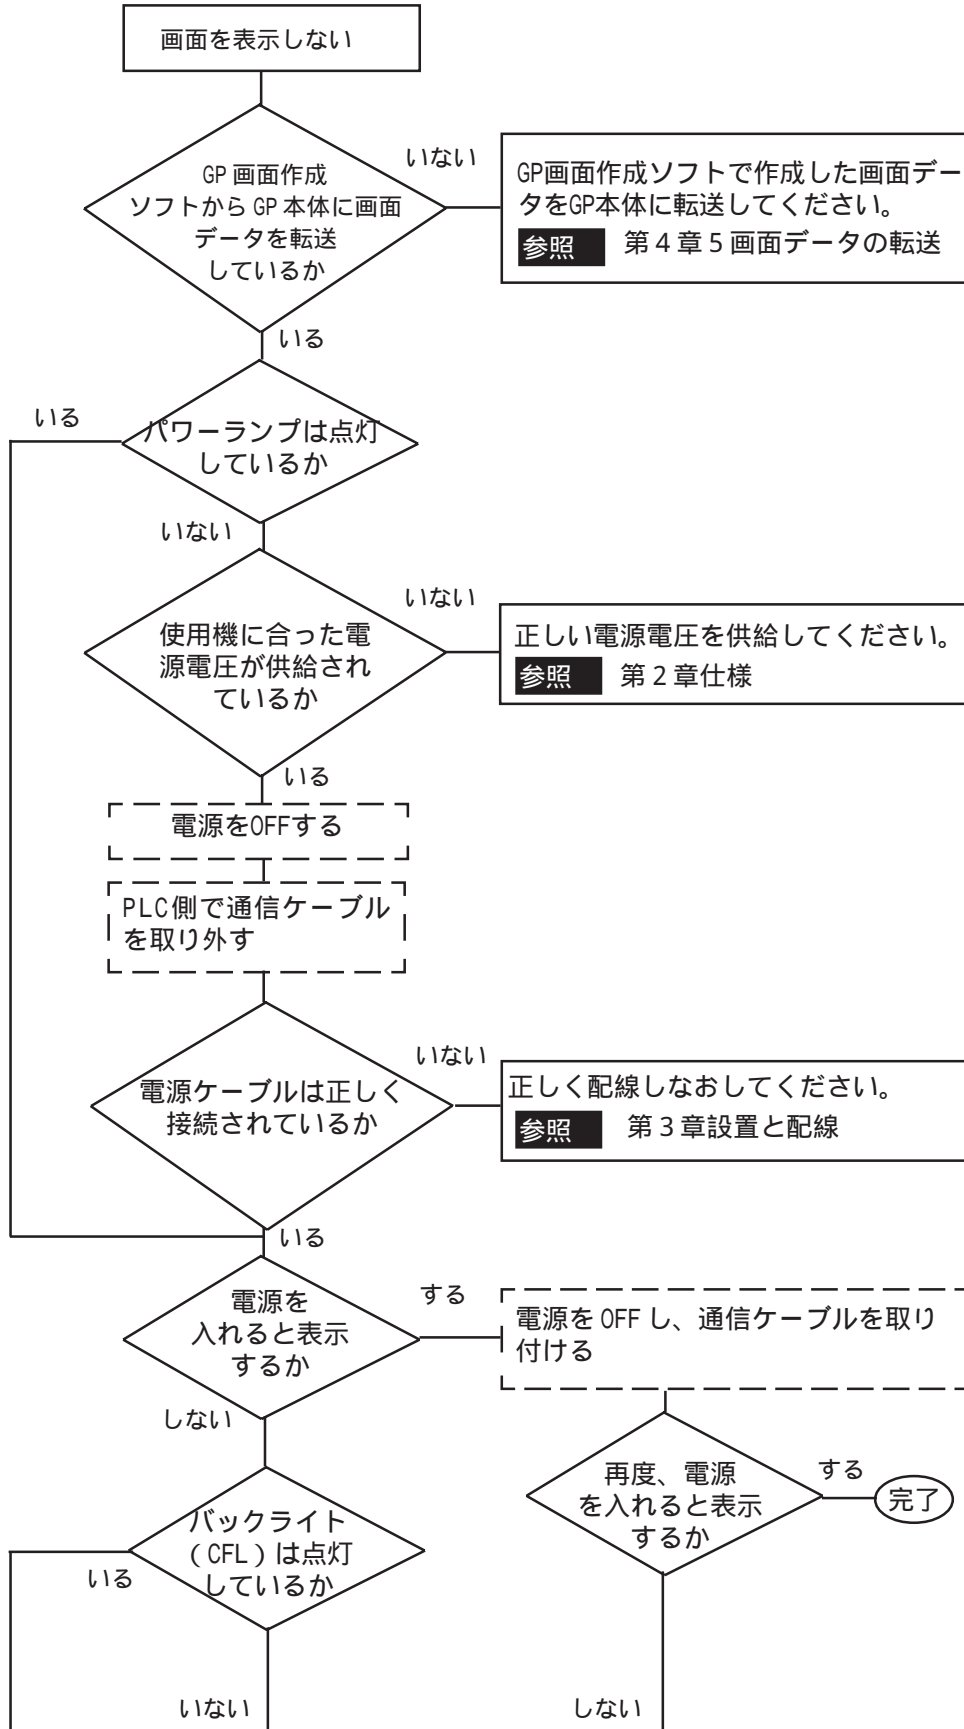 画面を表示しない
GP画面作成
ソフトからGP本体に画面
データを転送
しているか
いない
GP画面作成ソフトで作成した画面デー
タをGP本体に転送してください。
参照 第4章5画面データの転送
いる
パワーランプは点灯
しているか
いる
いない
使用機に合った電
源電圧が供給され
ているか
いない
正しい電源電圧を供給してください。
参照 第2章仕様
いる
電源をOFFする
PLC側で通信ケーブル
を取り外す
電源ケーブルは正しく
接続されているか
いない
正しく配線しなおしてください。
参照 第3章設置と配線
いる
電源を
入れると表示
するか
する
電源をOFFし、通信ケーブルを取り
付ける
しない
再度、電源
を入れると表示
するか
する
完了
バックライト
(CFL)は点灯
しているか
いる
いない
しない